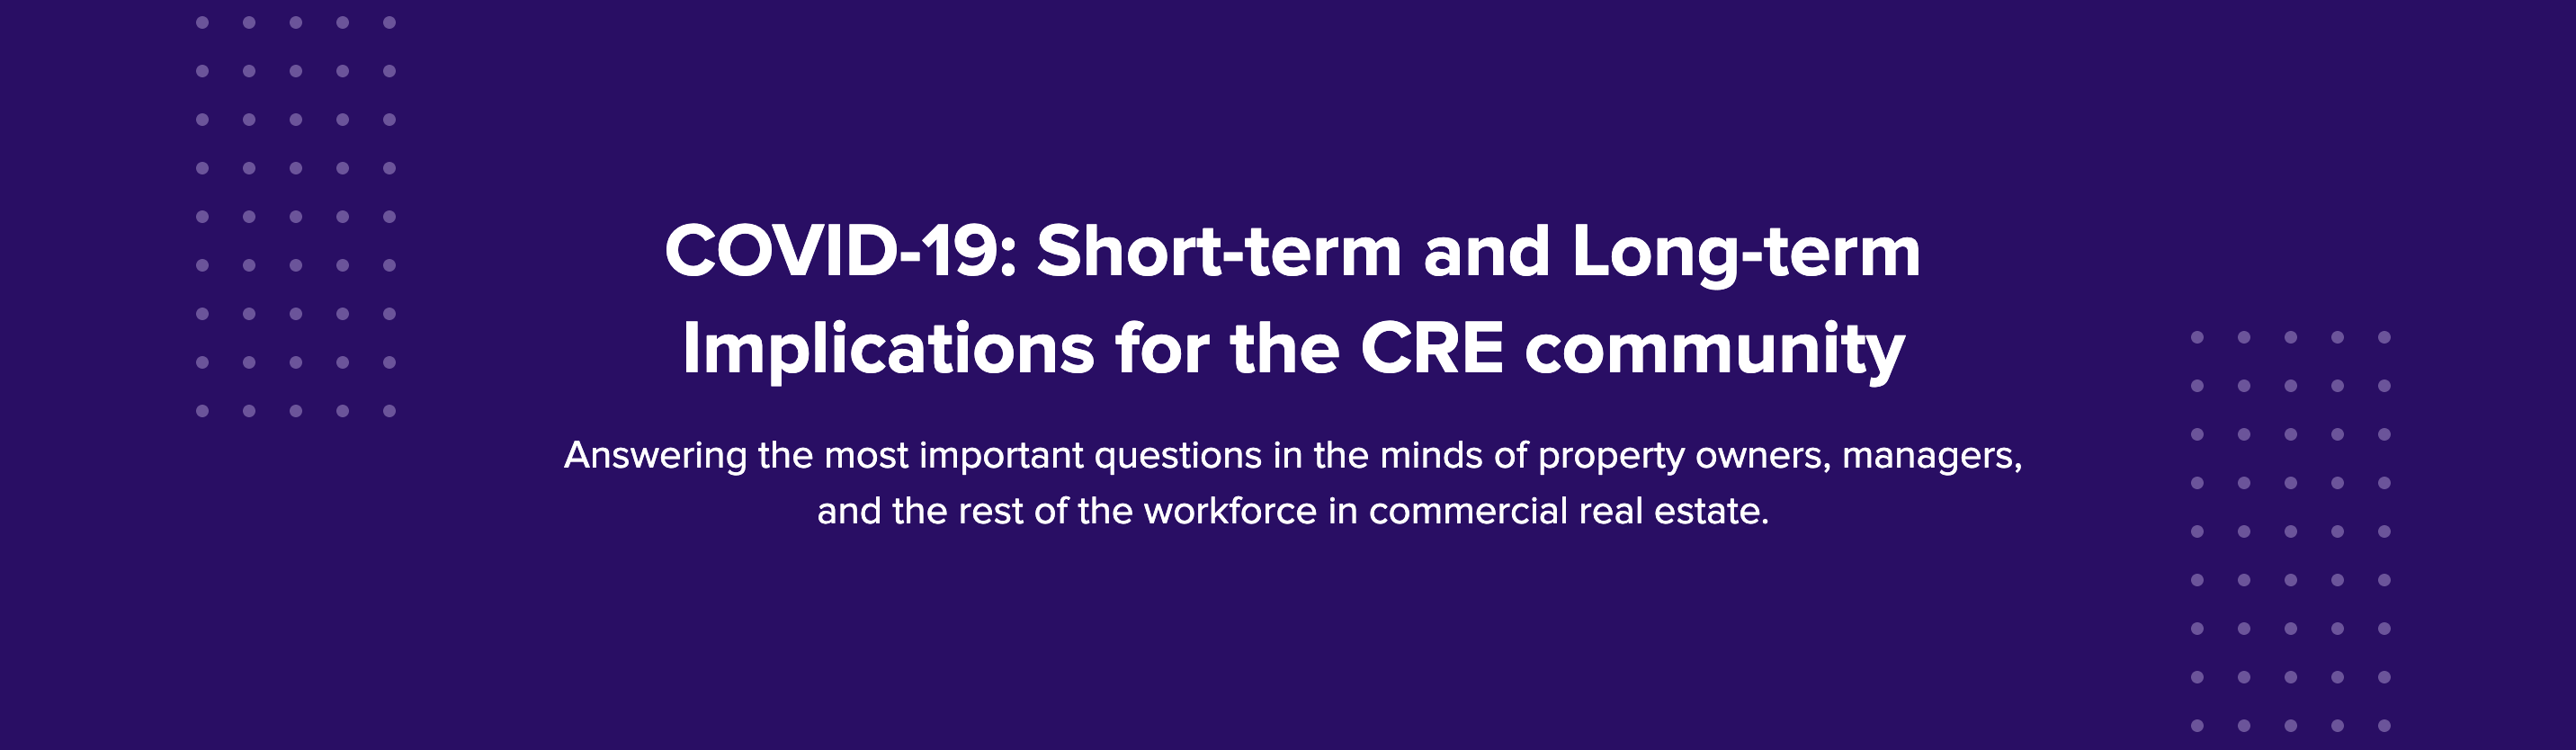 COVID-19: Short-term and Long-term
Implications for the CRE community
Answering the most important questions in the minds of property owners, managers,
and the rest of the workforce in commercial real estate.